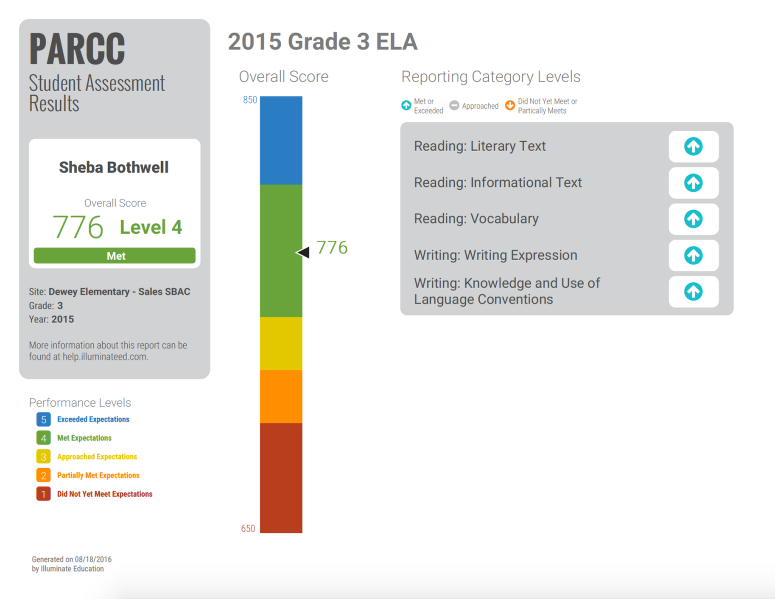 PARCC
Student Assessment
Results
Sheba Bothwell
Overall Score
776 Level 4
Met
Site: Dewey Elementary - Sales SBAC
Grade: 3
Year: 2015
More information about this report can be
found at help.illuminateed.com.
Performance Levels
5 Exceeded Expectations
4 Met Expectations
3 Approached Expectations
2 Partially Met Expectations
1 Did Not Yet Meet Expectations
Generated on 08/18/2016
by Illuminate Education
2015 Grade 3 ELA
Overall Score
850
776
650
Reporting Category Levels
Met or
Exceeded
Approached
Did Not Yet Meet or
Partially Meets
Reading: Literary Text
Reading: Informational Text
Reading: Vocabulary
Writing: Writing Expression
Writing: Knowledge and Use of
Language Conventions